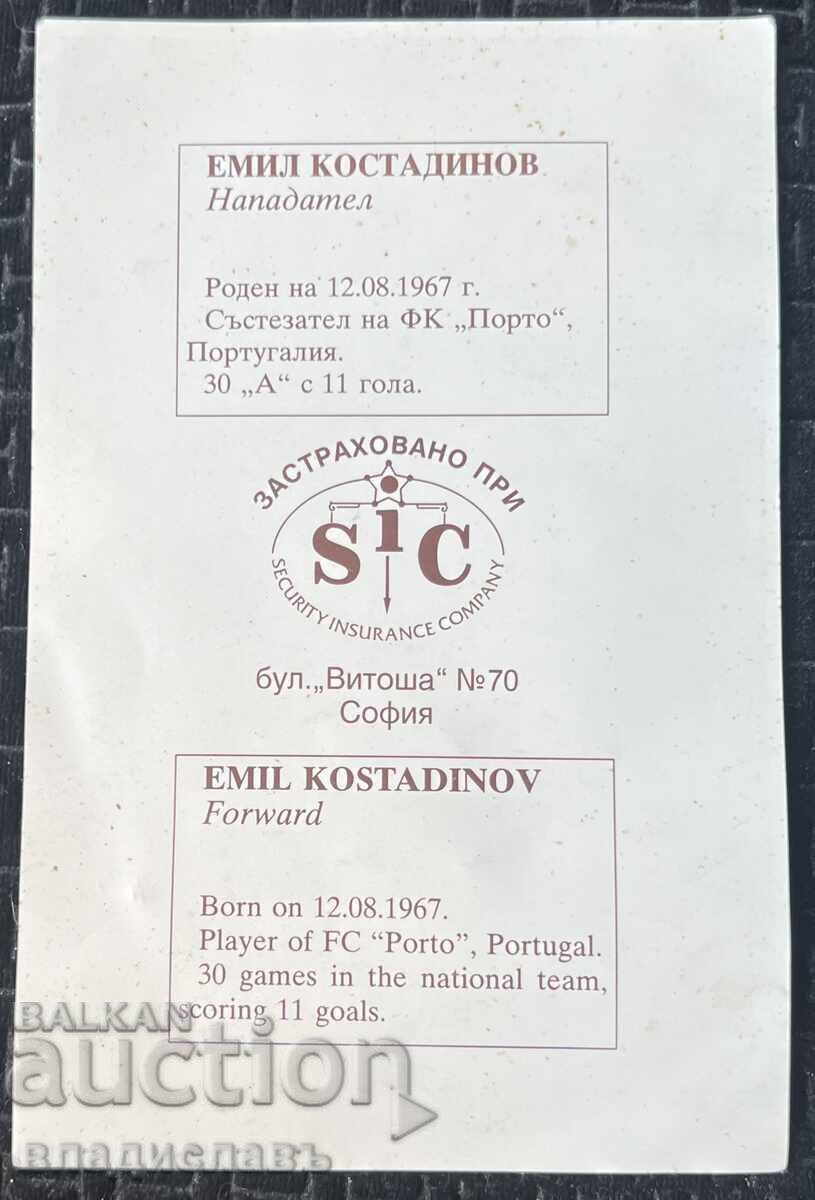 ЕМИЛ КОСТАДИНОВ
Нападател
Роден на 12.08.1967 г.
Състезател на ФК „Порто“,
Португалия.
30 „А“ с 11 гола.
ЗАСТРАХОВАНО ПРИ
SiC
SECURITY INSURANCE COMPANY
бул.„Витоша“ №70
София
EMIL KOSTADINOV
Forward
Born on 12.08.1967.
Player of FC “Porto”, Portugal.
30 games in the national team,
scoring 11 goals.
BALKAN
auction
владиславъ